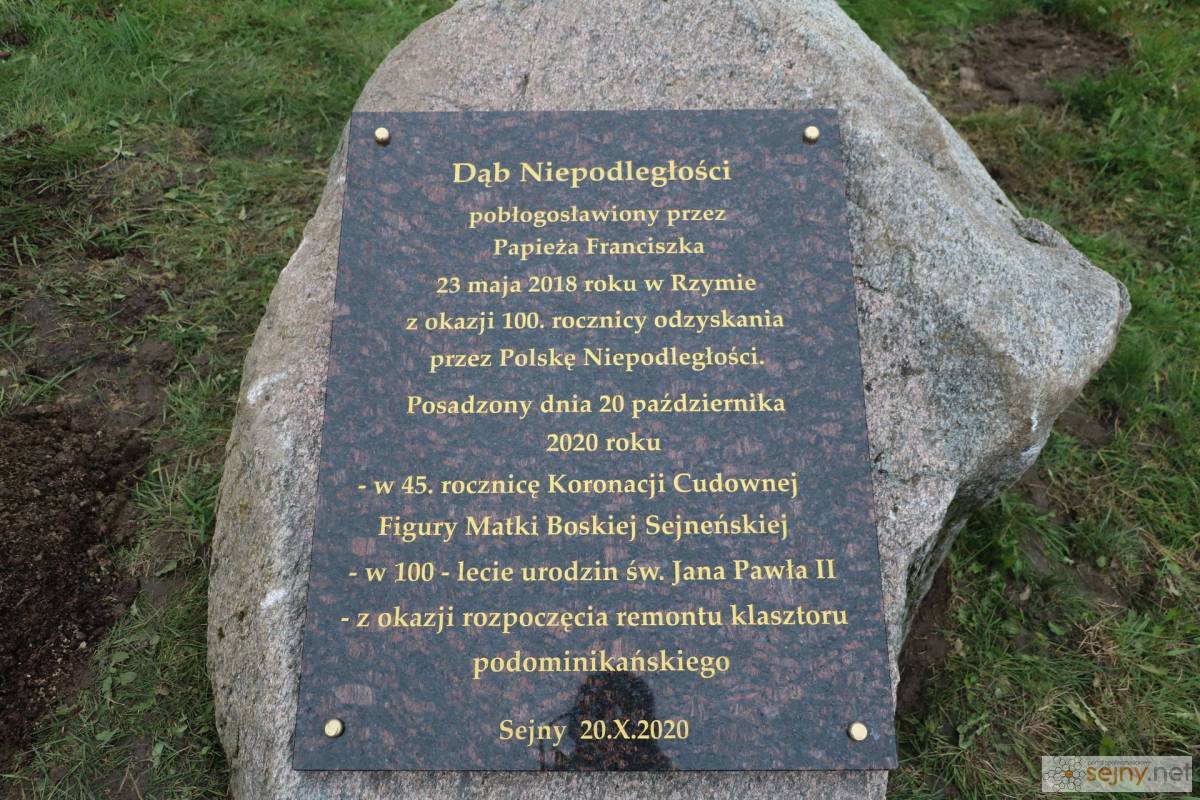 Dąb Niepodległości
pobłogosławiony przez
Papieża Franciszka
23 maja 2018 roku w Rzymie
z okazji 100. rocznicy odzyskania
przez Polskę Niepodległości.
Posadzony dnia 20 października
2020 roku
- w 45. rocznicę Koronacji Cudownej
Figury Matki Boskiej Sejneńskiej
- w 100 - lecie urodzin św. Jana Pawła II
- z okazji rozpoczęcia remontu klasztoru
podominikańskiego
Sejny 20.X.2020
sejny.net